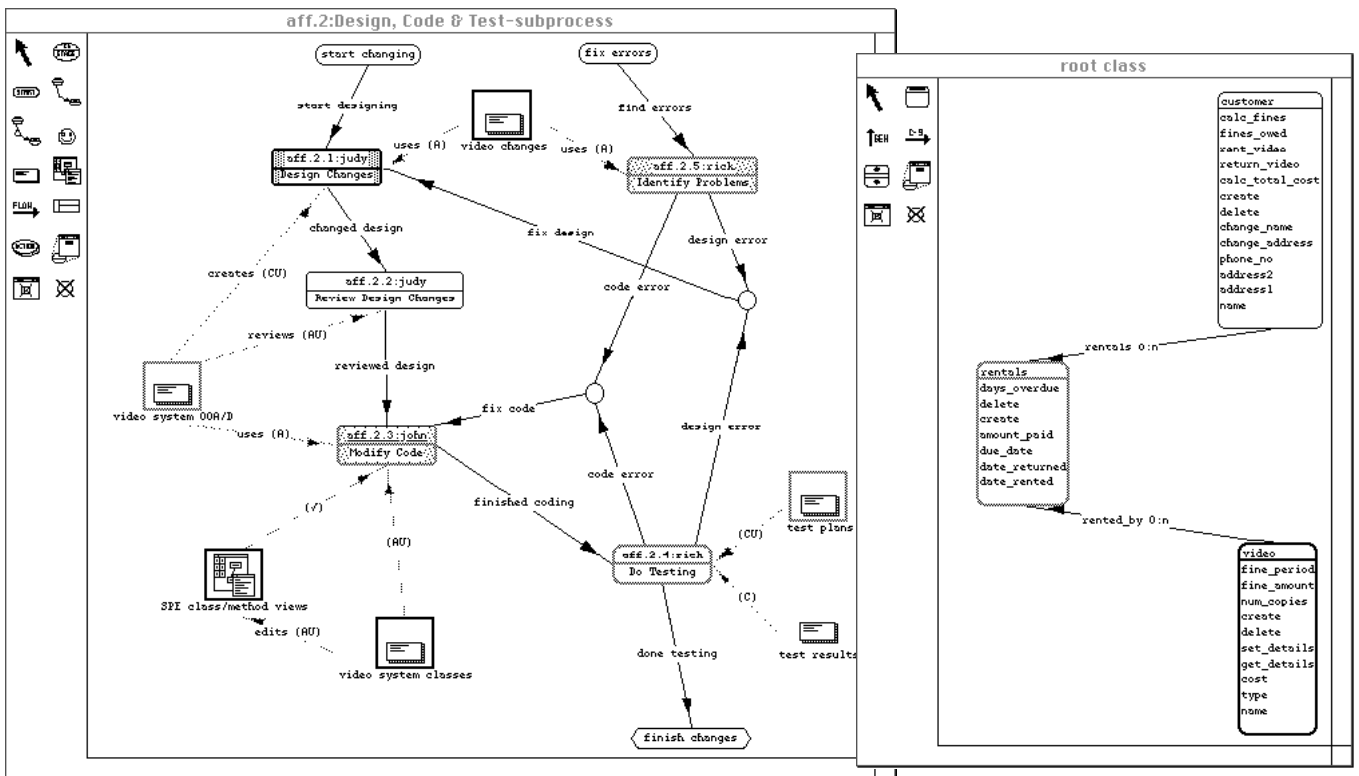 aff.2:Design, Code & Test-subprocess
start changing
fix errors
start designing
find errors
uses (A)
video changes
uses (A)
aff.2.1:judy
Design Changes
aff.2.5:rick
Identify Problems
changed design
fix design
design error
creates (CU)
aff.2.2:judy
Review Design Changes
code error
reviews (AU)
reviewed design
video system OOA/D
fix code
uses (A)
aff.2.3:john
Modify Code
design error
code error
finished coding
(√)
(AU)
test plans
(CU)
aff.2.4:rick
Do Testing
(C)
SPE class/method views
edits (AU)
done testing
test results
video system classes
finish changes
START
FLOW
ACTION
root class
GEN
C-S
customer
calc_fines
fines_owed
rent_video
return_video
calc_total_cost
create
delete
change_name
change_address
phone_no
address2
address1
name
rentals 0:n
rentals
days_overdue
delete
create
amount_paid
due_date
date_returned
date_rented
rented_by 0:n
video
fine_period
fine_amount
num_copies
create
delete
set_details
get_details
cost
type
name